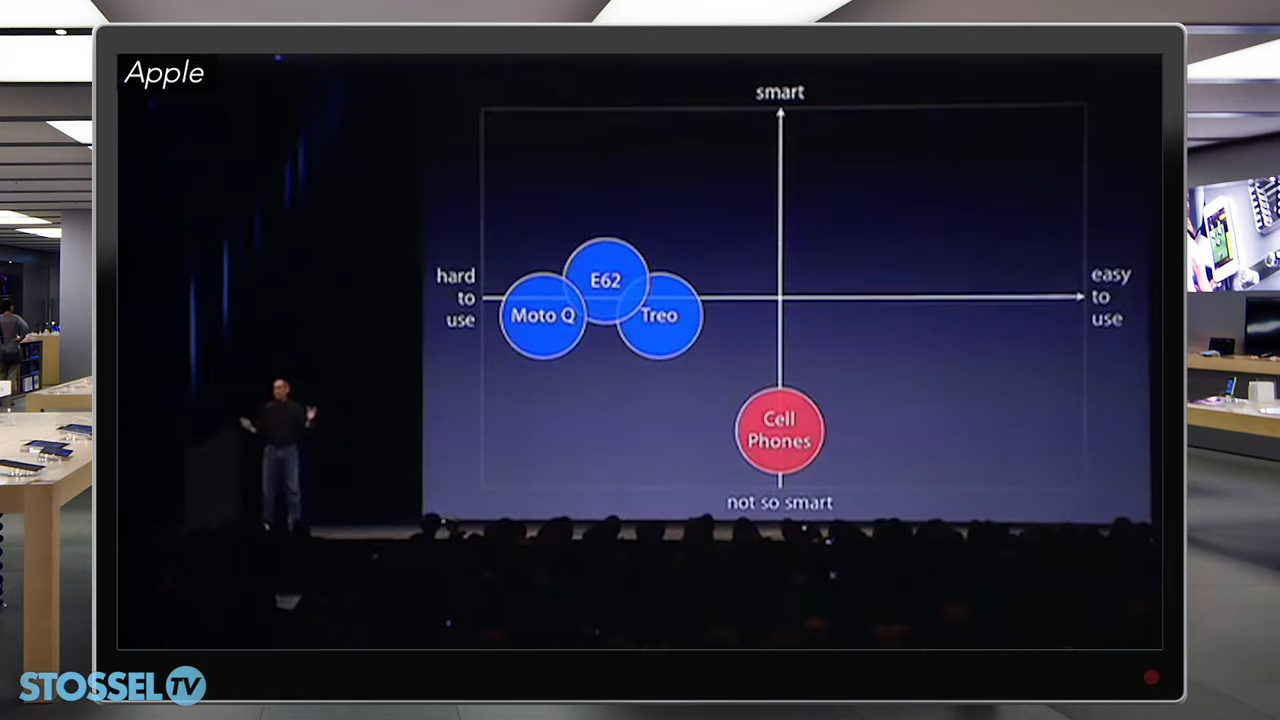 Apple
smart
hard
to
use
easy
to
use
E62
Moto Q
Treo
Cell
Phones
not so smart
STOSSEL TV